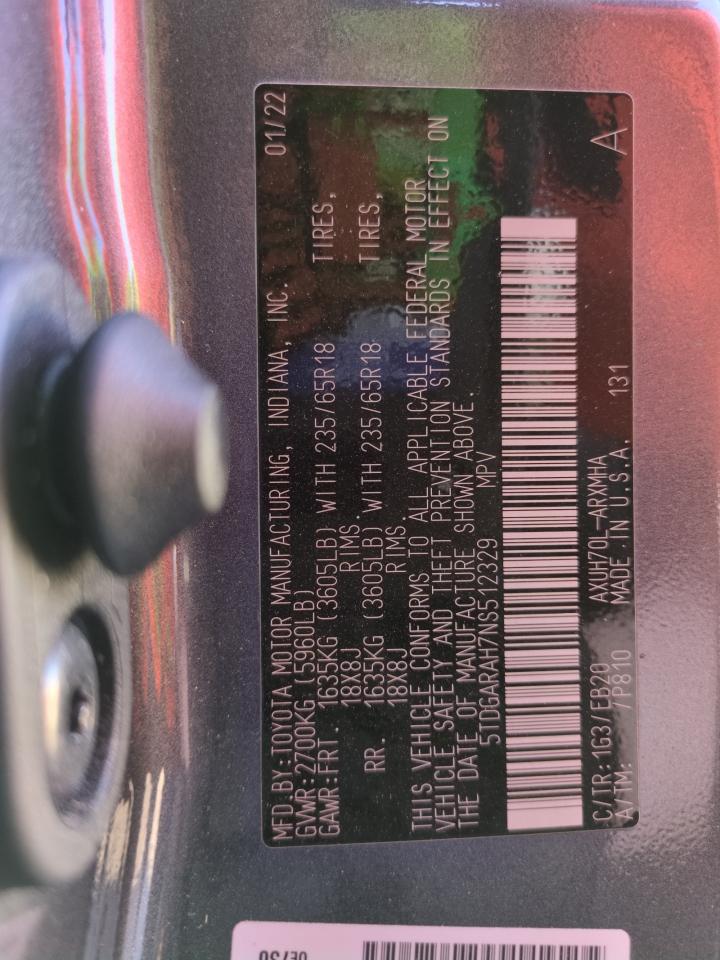 MFD.BY:TOYOTA MOTOR MANUFACTURING, INDIANA, INC. 01/22
GVWR:2700KG (5960LB)
GAWR:FRT 1635KG (3605LB) WITH 235/65R18 TIRES,
18X8J RIMS.
RR. 1635KG (3605LB) WITH 235/65R18 TIRES,
18X8J RIMS.
THIS VEHICLE CONFORMS TO ALL APPLICABLE FEDERAL MOTOR
VEHICLE SAFETY AND THEFT PREVENTION STANDARDS IN EFFECT ON
THE DATE OF MANUFACTURE SHOWN ABOVE.
5TDGARAH7NS512329 MPV
C/TR:1G3/EB20 AXUH70L-ARXMHA
A/TM: /P810 MADE IN U.S.A. 131 A